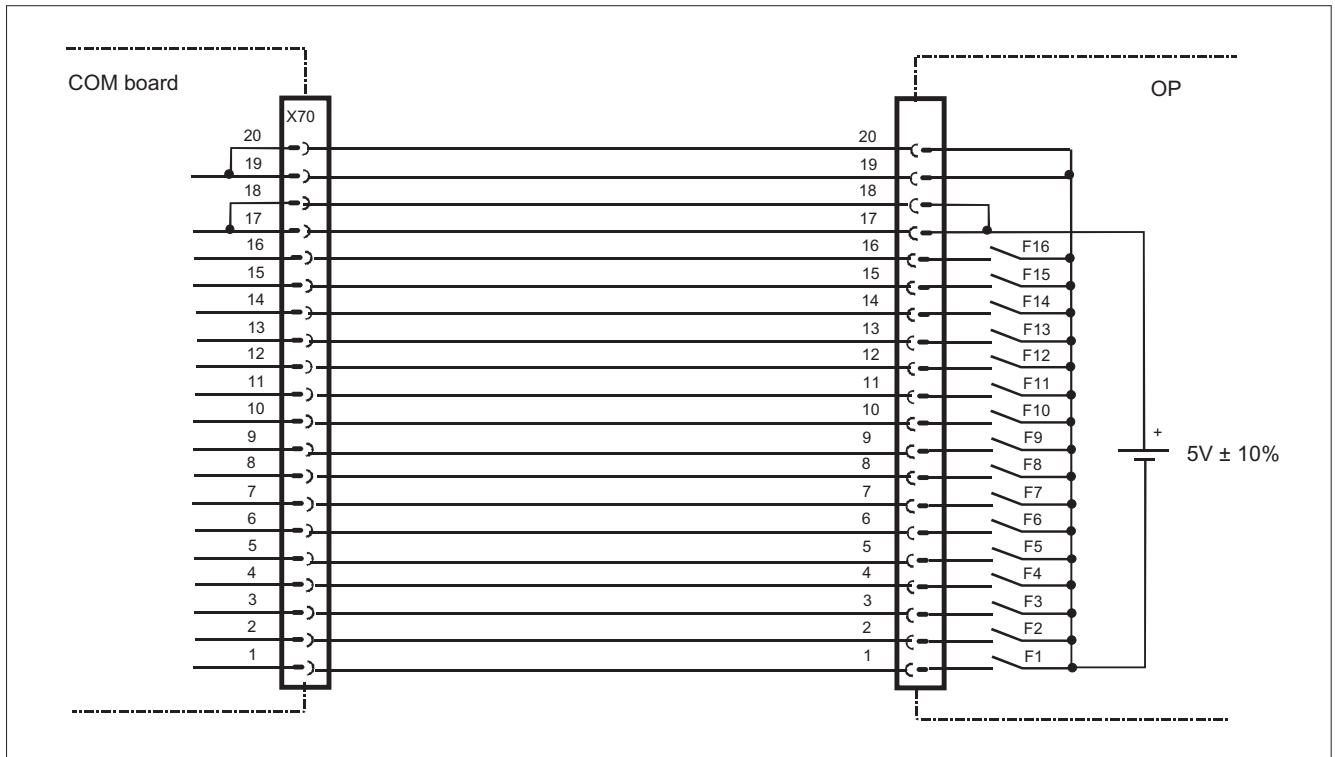 COM board
OP
X70
20 20
19 19
18 18
17 17
16 16 F16
15 15 F15
14 14 F14
13 13 F13
12 12 F12
11 11 F11
10 10 F10
9 9 F9
+
5V ± 10%
8 8 F8
7 7 F7
6 6 F6
5 5 F5
4 4 F4
3 3 F3
2 2 F2
1 1 F1